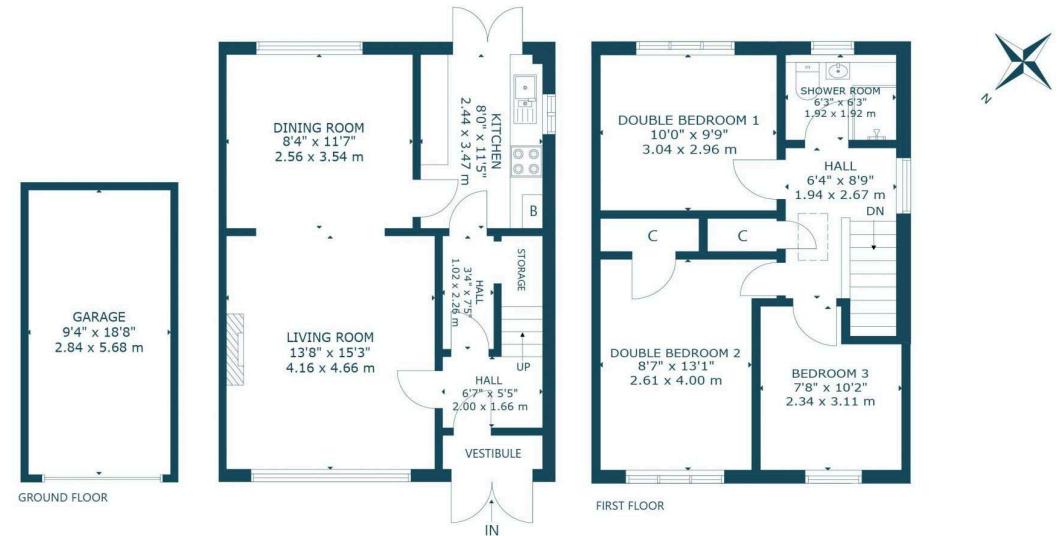 GARAGE
9'4" x 18'8"
2.84 x 5.68 m
GROUND FLOOR
DINING ROOM
8'4" x 11'7"
2.56 x 3.54 m
KITCHEN
8'0" x 11'5"
2.44 x 3.47 m
B
LIVING ROOM
13'8" x 15'3"
4.16 x 4.66 m
HALL
3'4" x 7'5"
1.02 x 2.26 m
STORAGE
UP
HALL
6'7" x 5'5"
2.00 x 1.66 m
VESTIBULE
IN
DOUBLE BEDROOM 1
10'0" x 9'9"
3.04 x 2.96 m
SHOWER ROOM
6'3" x 6'3"
1.92 x 1.92 m
HALL
6'4" x 8'9"
1.94 x 2.67 m
DN
C
C
DOUBLE BEDROOM 2
8'7" x 13'1"
2.61 x 4.00 m
BEDROOM 3
7'8" x 10'2"
2.34 x 3.11 m
FIRST FLOOR
N